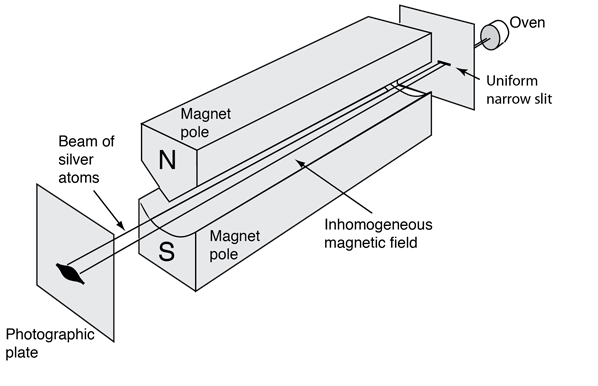 Oven
Uniform
narrow slit
Magnet
pole
N
Beam of
silver
atoms
Inhomogeneous
magnetic field
S
Magnet
pole
Photographic
plate